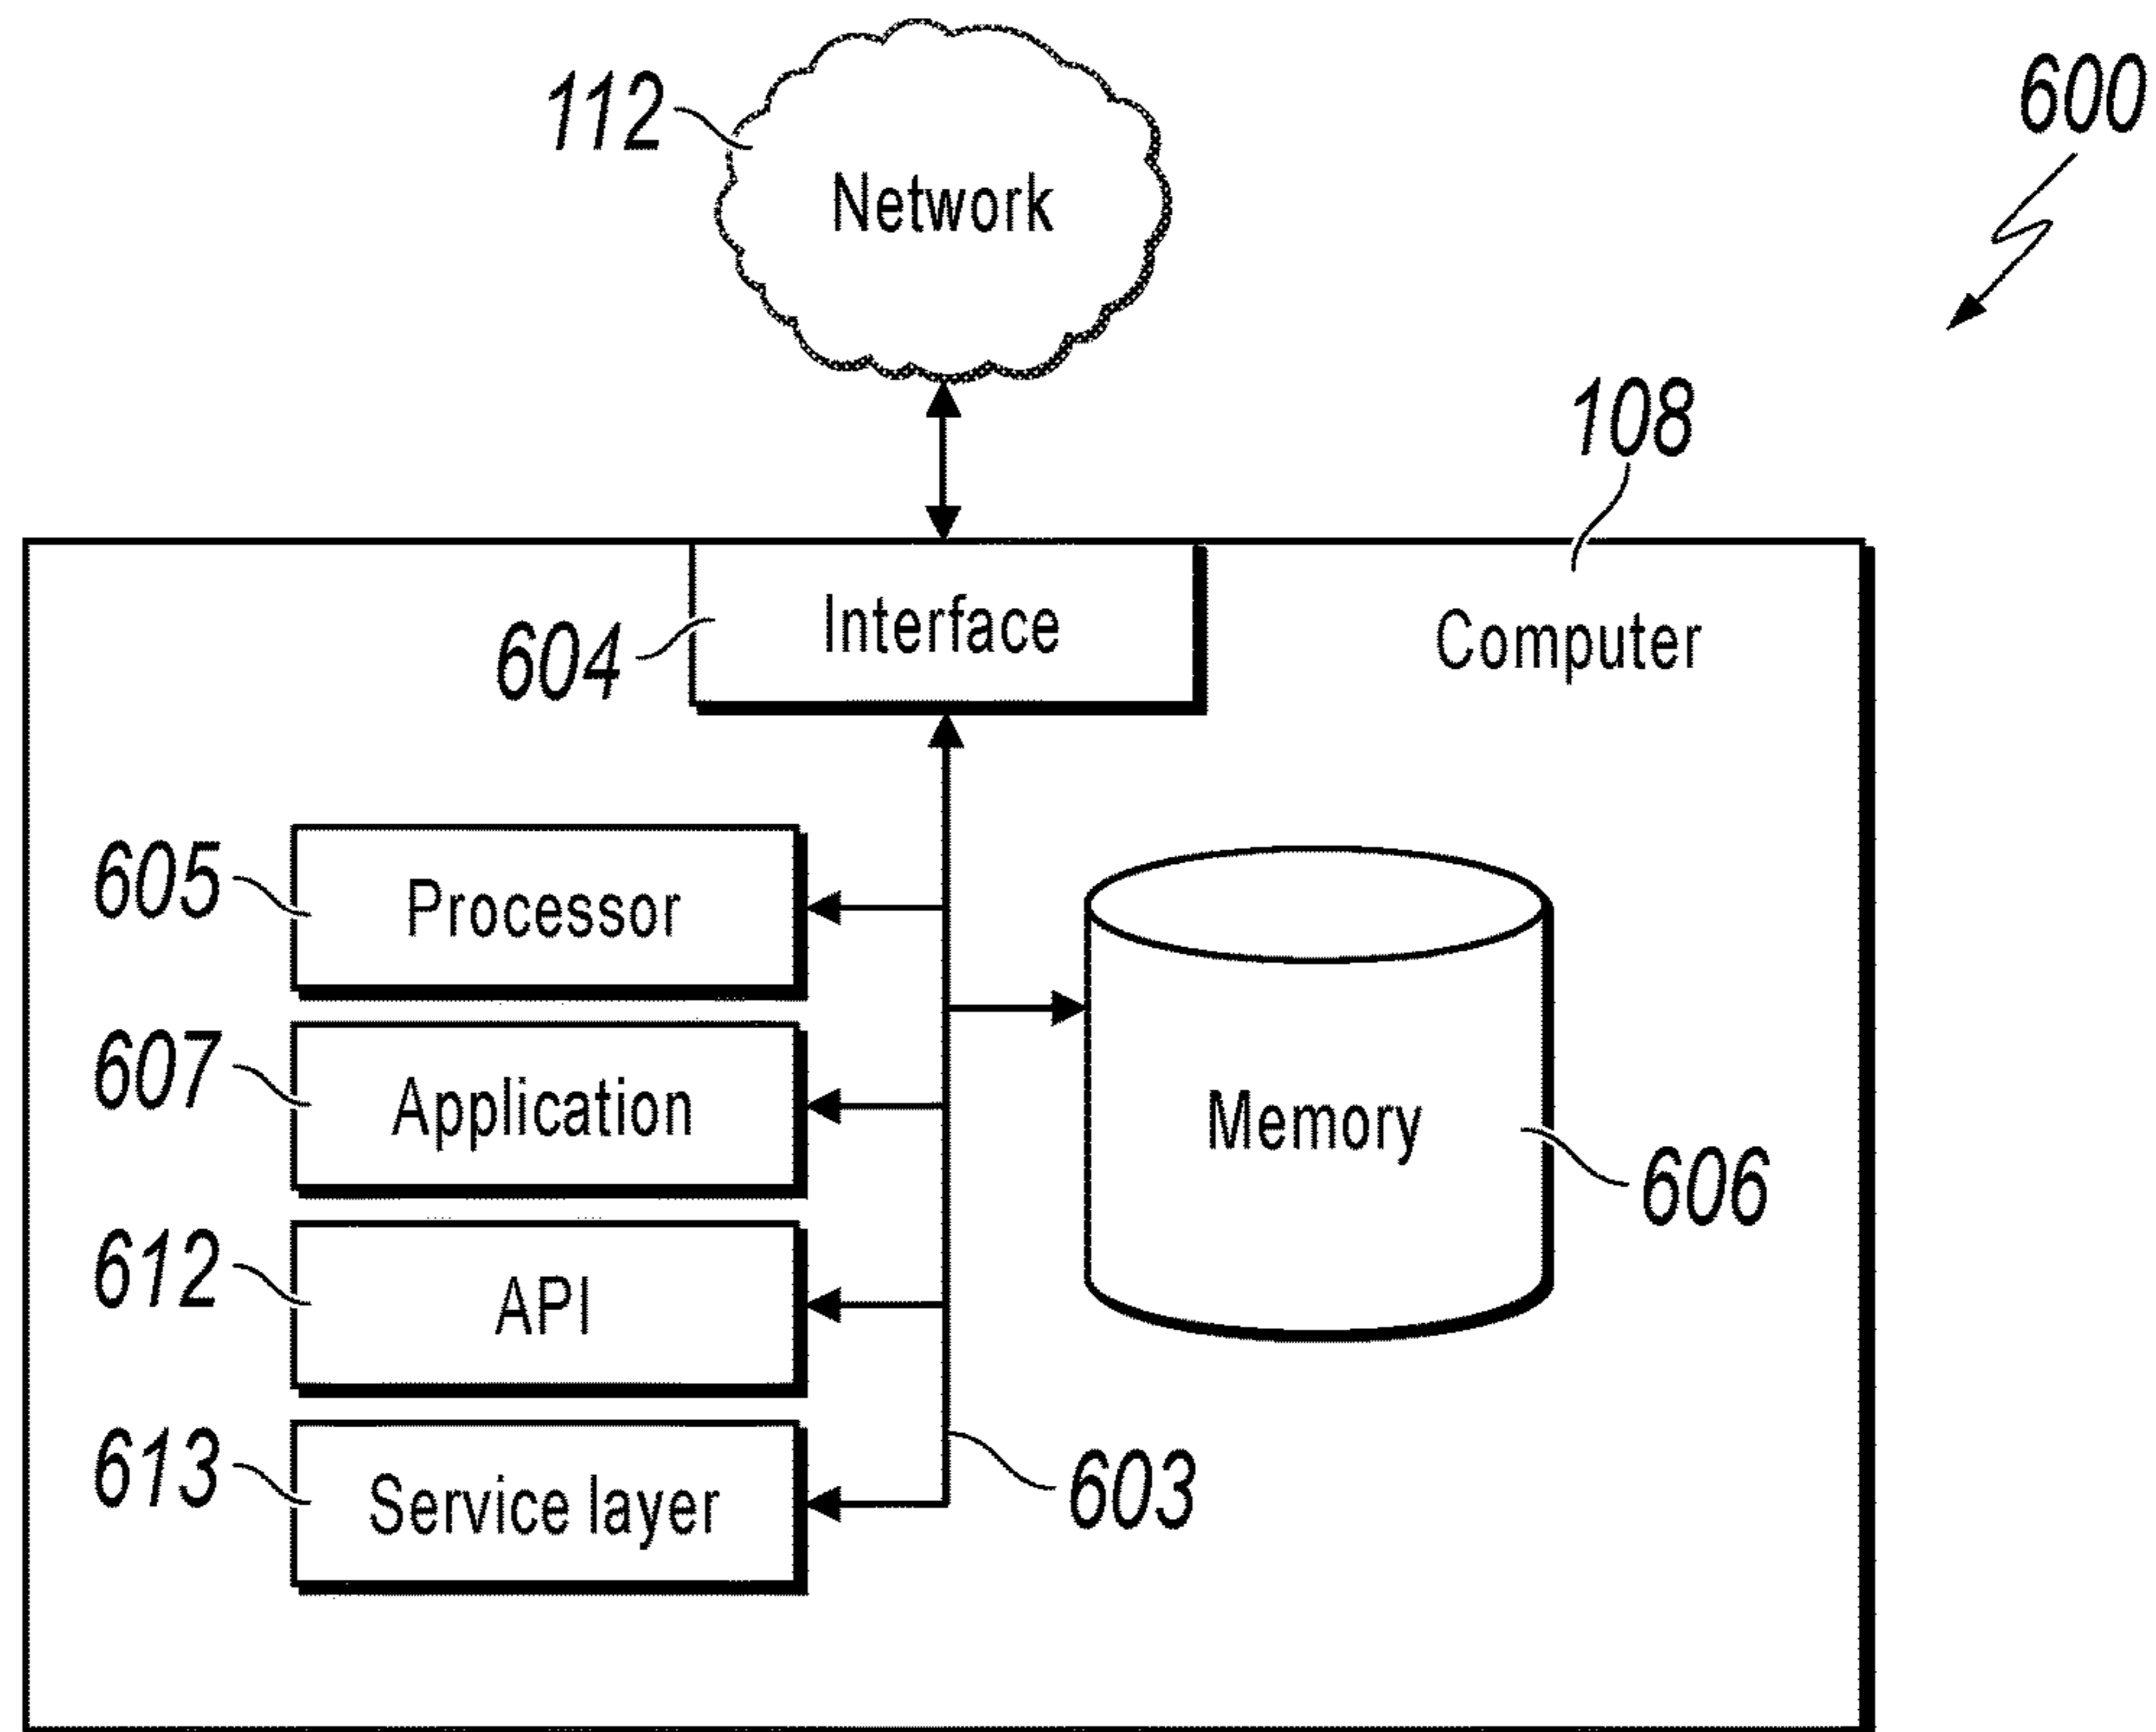 600
112
Network
108
604
Interface
Computer
605
Processor
607
Application
Memory
606
612
API
613
Service layer
603